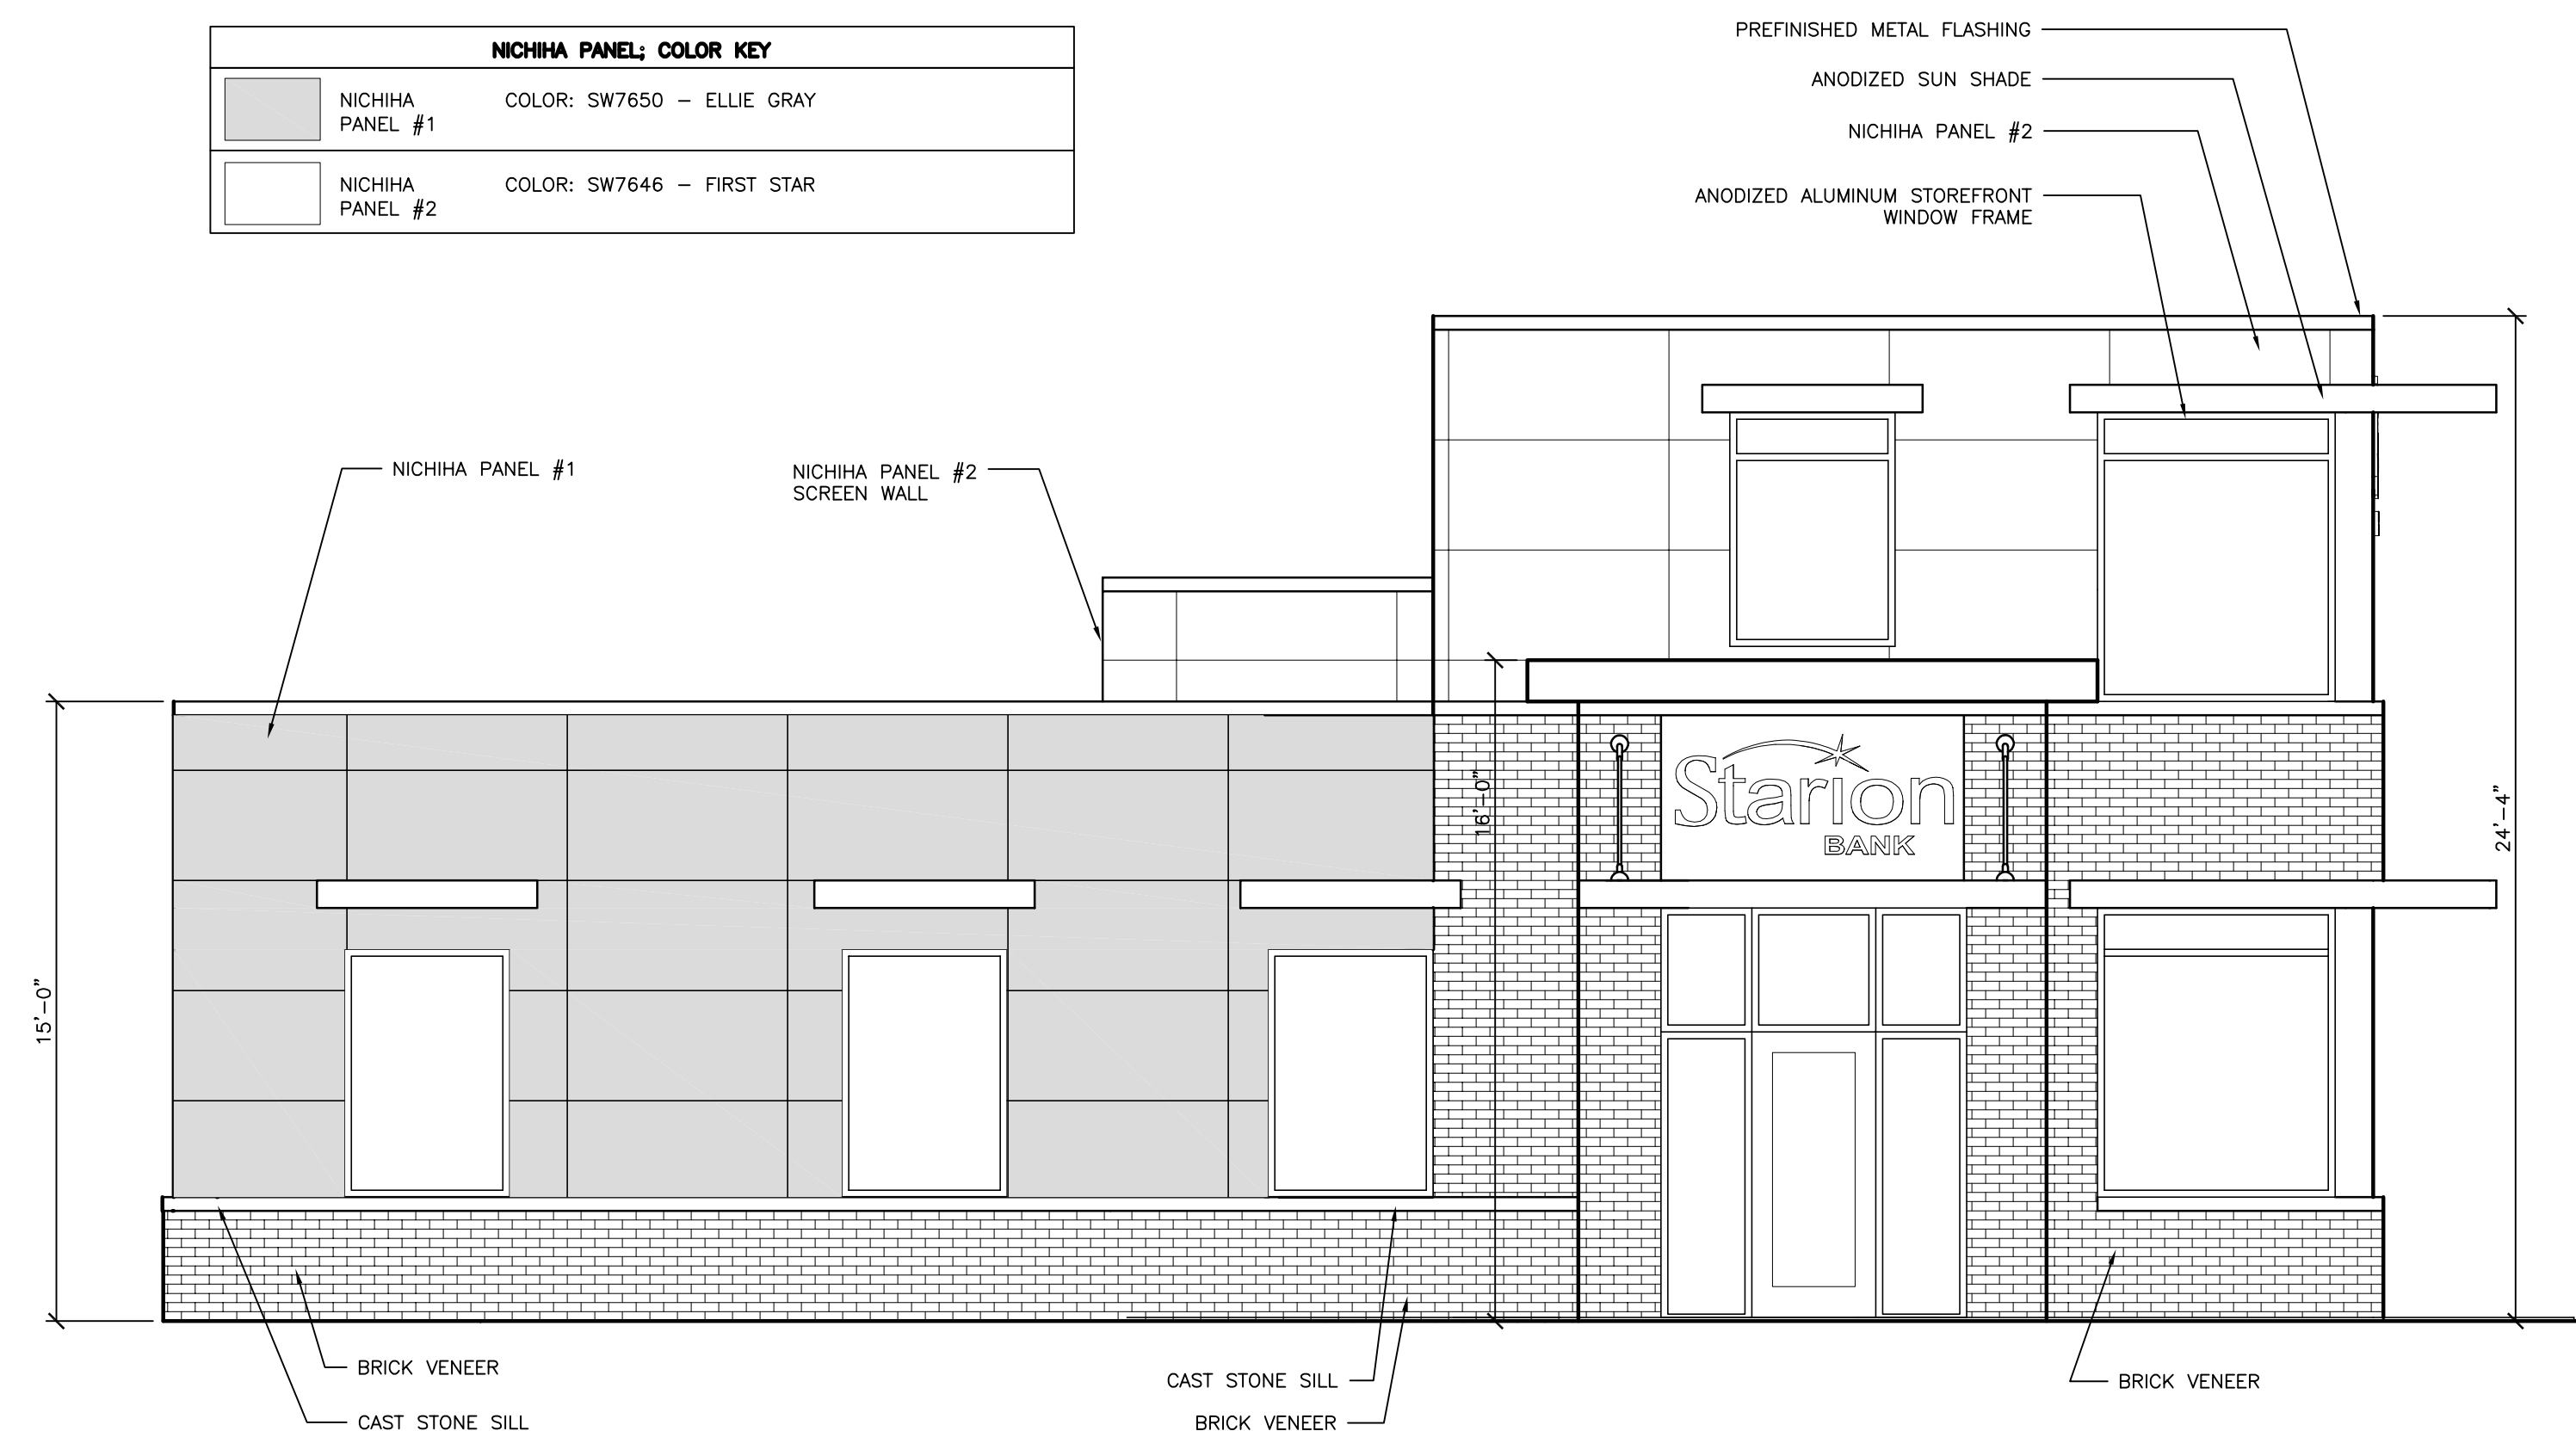 NICHIHA PANEL; COLOR KEY
NICHIHA
PANEL #1
COLOR: SW7650 – ELLIE GRAY
NICHIHA
PANEL #2
COLOR: SW7646 – FIRST STAR
PREFINISHED METAL FLASHING
ANODIZED SUN SHADE
NICHIHA PANEL #2
ANODIZED ALUMINUM STOREFRONT
WINDOW FRAME
NICHIHA PANEL #1
NICHIHA PANEL #2
SCREEN WALL
15'–0"
16'–0"
24'–4"
Starion
BANK
BRICK VENEER
CAST STONE SILL
CAST STONE SILL
BRICK VENEER
BRICK VENEER